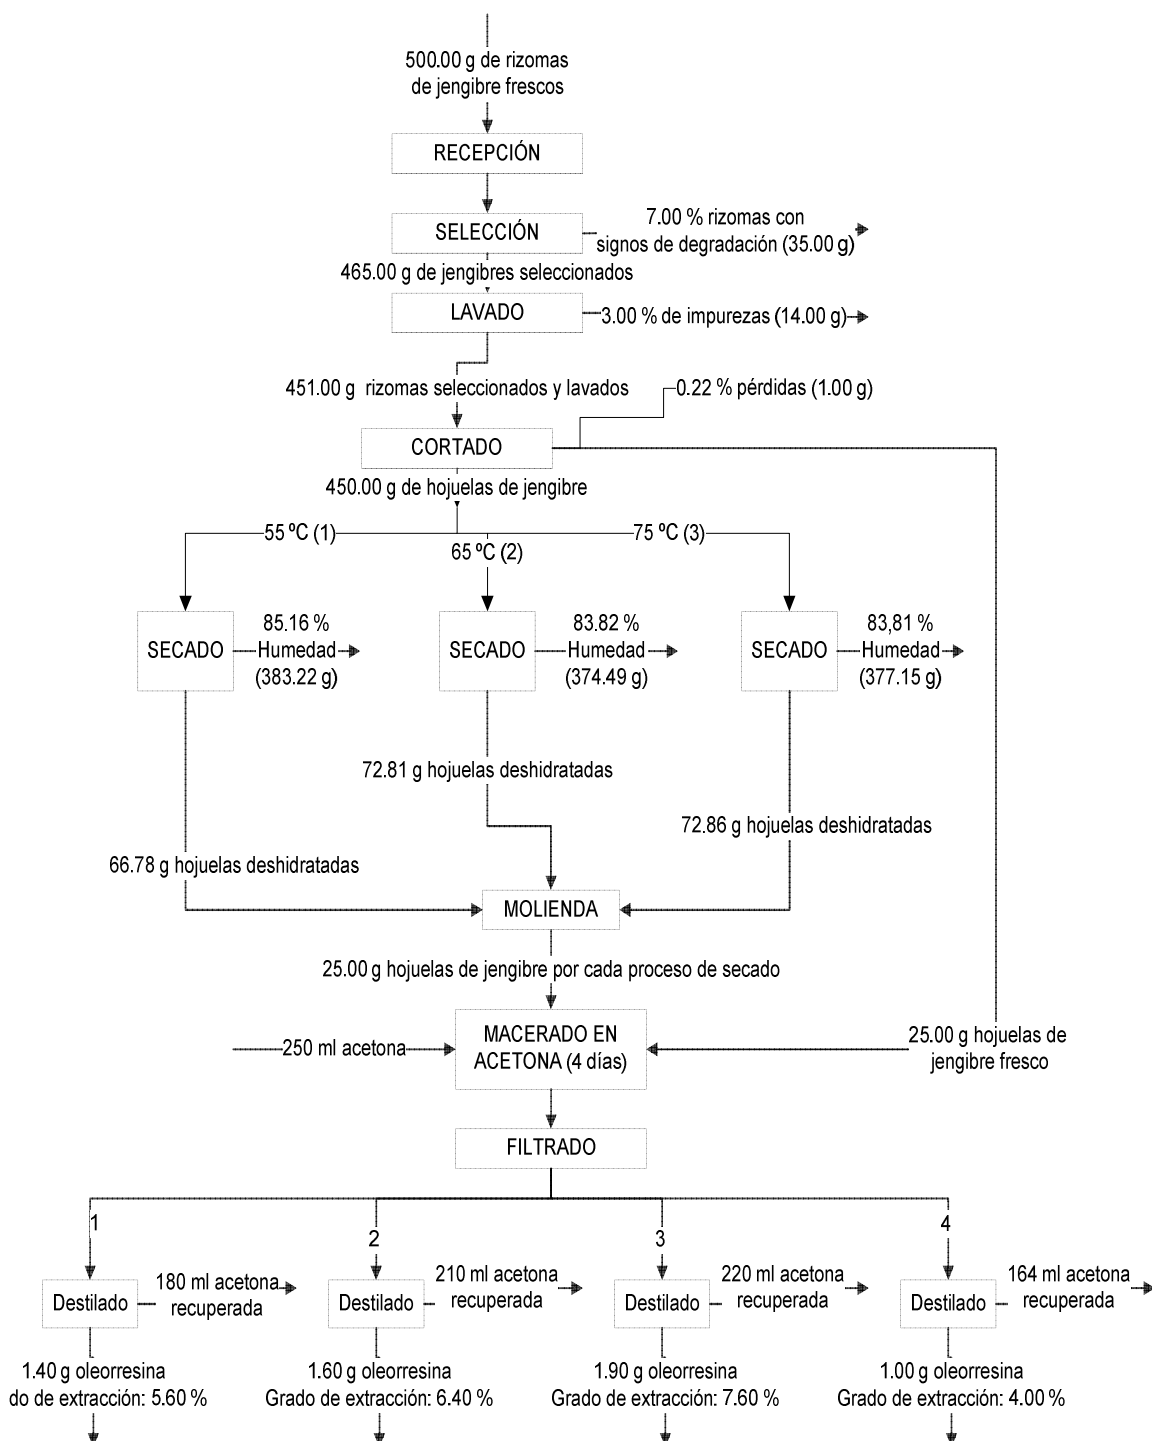 500.00 g de rizomas
de jengibre frescos
RECEPCIÓN
SELECCIÓN
7.00 % rizomas con
signos de degradación (35.00 g)
465.00 g de jengibres seleccionados
LAVADO
3.00 % de impurezas (14.00 g)
451.00 g rizomas seleccionados y lavados
0.22 % pérdidas (1.00 g)
CORTADO
450.00 g de hojuelas de jengibre
55 ºC (1)
65 ºC (2)
75 ºC (3)
SECADO
85.16 %
Humedad
(383.22 g)
SECADO
83.82 %
Humedad
(374.49 g)
SECADO
83,81 %
Humedad
(377.15 g)
72.81 g hojuelas deshidratadas
72.86 g hojuelas deshidratadas
66.78 g hojuelas deshidratadas
MOLIENDA
25.00 g hojuelas de jengibre por cada proceso de secado
250 ml acetona
MACERADO EN
ACETONA (4 días)
25.00 g hojuelas de
jengibre fresco
FILTRADO
1
2
3
4
Destilado
180 ml acetona
recuperada
Destilado
210 ml acetona
recuperada
Destilado
220 ml acetona
recuperada
Destilado
164 ml acetona
recuperada
1.40 g oleorresina
do de extracción: 5.60 %
1.60 g oleorresina
Grado de extracción: 6.40 %
1.90 g oleorresina
Grado de extracción: 7.60 %
1.00 g oleorresina
Grado de extracción: 4.00 %